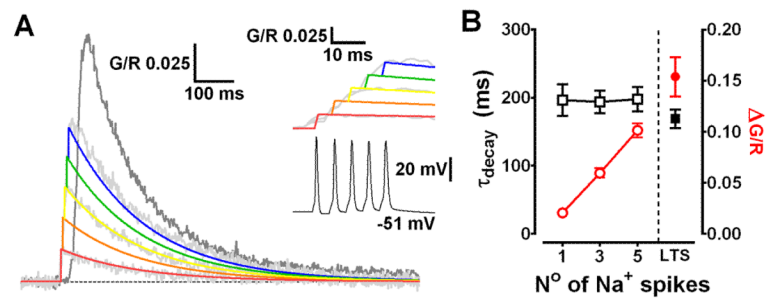 A
G/R 0.025
100 ms
G/R 0.025
10 ms
20 mV
-51 mV
B
300
200
100
0
τdecay (ms)
0.20
0.15
0.10
0.05
0.00
ΔG/R
1
3
5
LTS
Nº of Na⁺ spikes